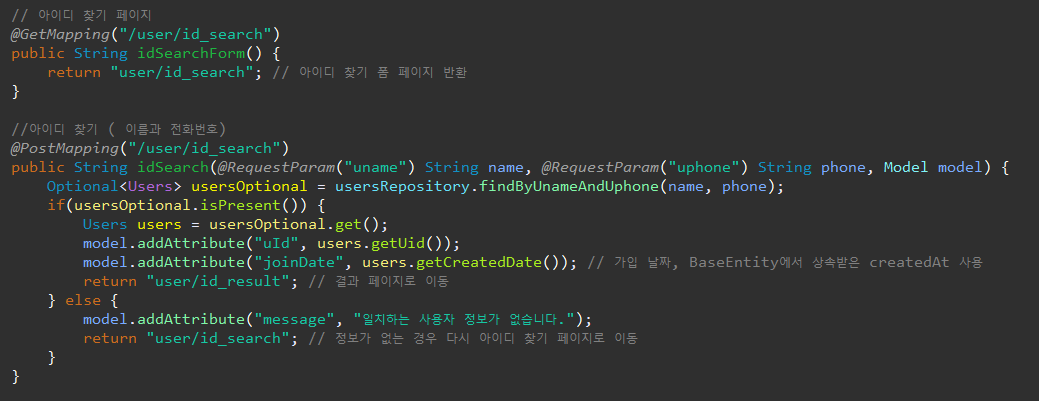 // 아이디 찾기 페이지
@GetMapping("/user/id_search")
public String idSearchForm() {
    return "user/id_search"; // 아이디 찾기 폼 페이지 반환
}

//아이디 찾기 ( 이름과 전화번호)
@PostMapping("/user/id_search")
public String idSearch(@RequestParam("uname") String name, @RequestParam("uphone") String phone, Model model) {
    Optional<Users> usersOptional = usersRepository.findByUnameAndUphone(name, phone);
    if(usersOptional.isPresent()) {
        Users users = usersOptional.get();
        model.addAttribute("uId", users.getUid());
        model.addAttribute("joinDate", users.getCreatedDate()); // 가입 날짜, BaseEntity에서 상속받은 createdAt 사용
        return "user/id_result"; // 결과 페이지로 이동
    } else {
        model.addAttribute("message", "일치하는 사용자 정보가 없습니다.");
        return "user/id_search"; // 정보가 없는 경우 다시 아이디 찾기 페이지로 이동
    }
}